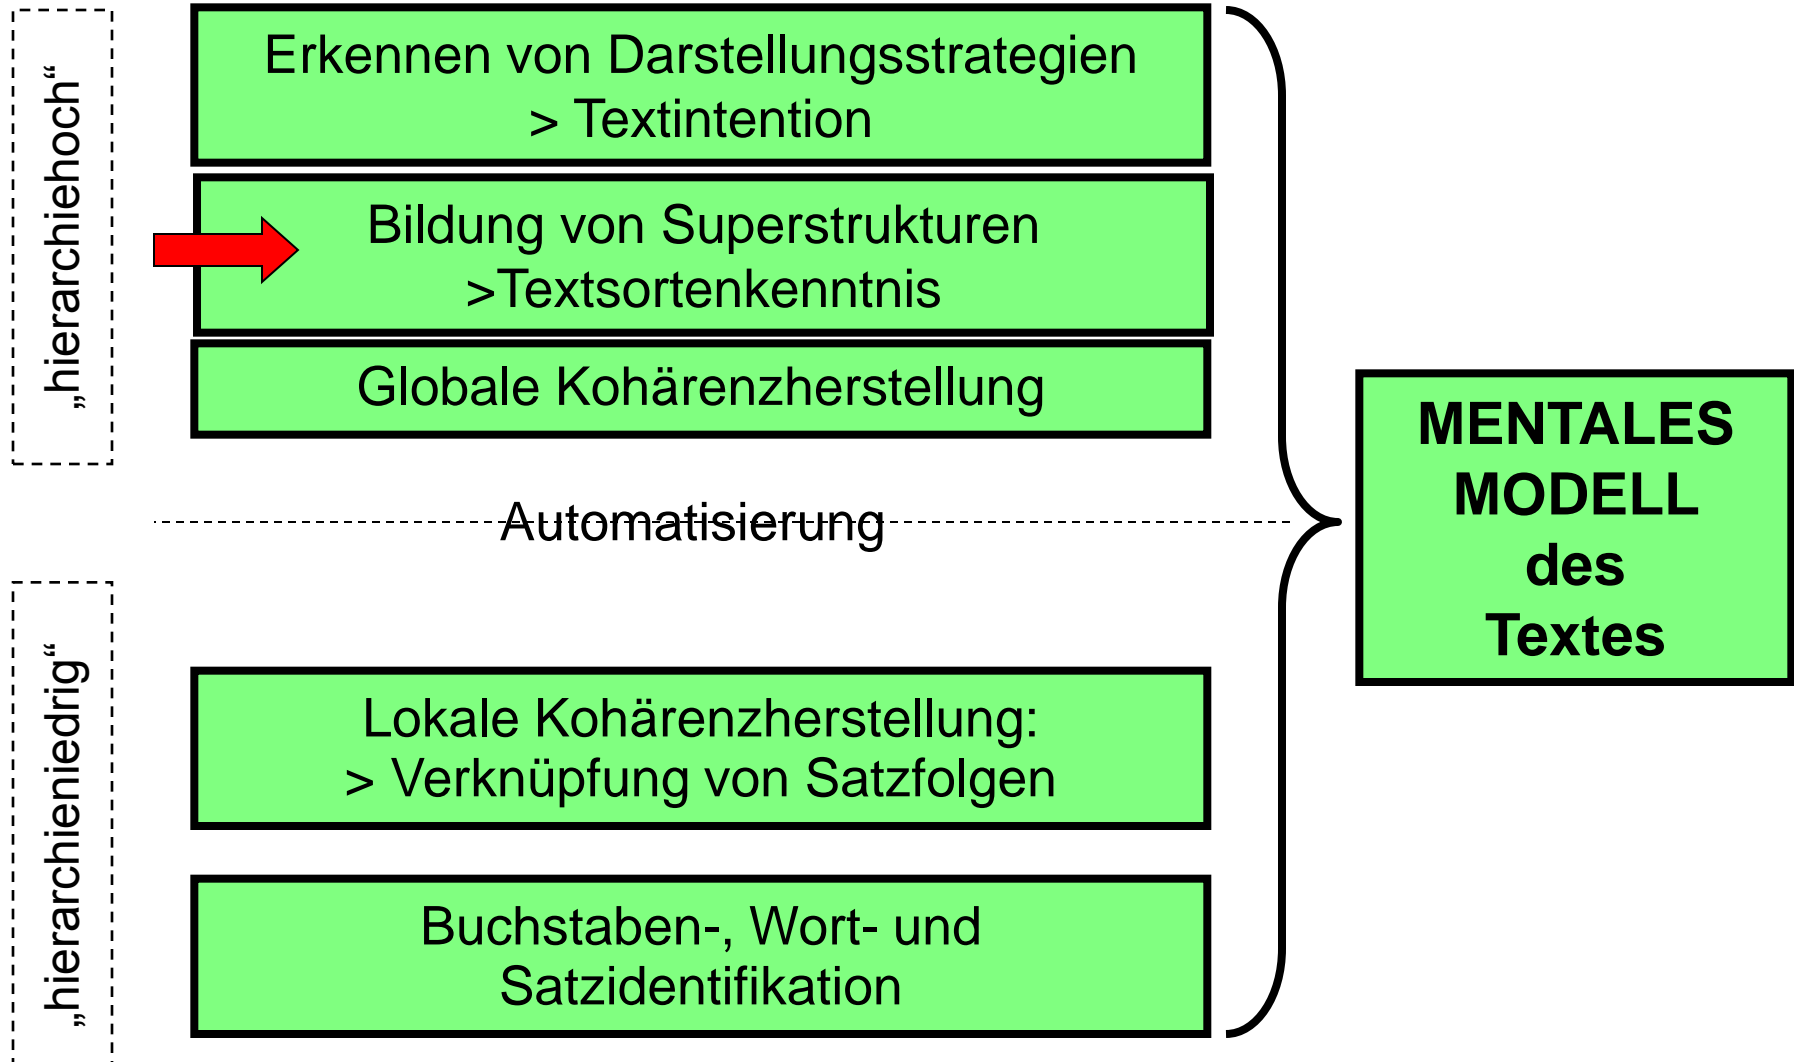 „hierarchiehoch“
Erkennen von Darstellungsstrategien
> Textintention
Bildung von Superstrukturen
>Textsortenkenntnis
Globale Kohärenzherstellung
Automatisierung
„hierarchieniedrig“
Lokale Kohärenzherstellung:
> Verknüpfung von Satzfolgen
Buchstaben-, Wort- und
Satzidentifikation
MENTALES
MODELL
des
Textes